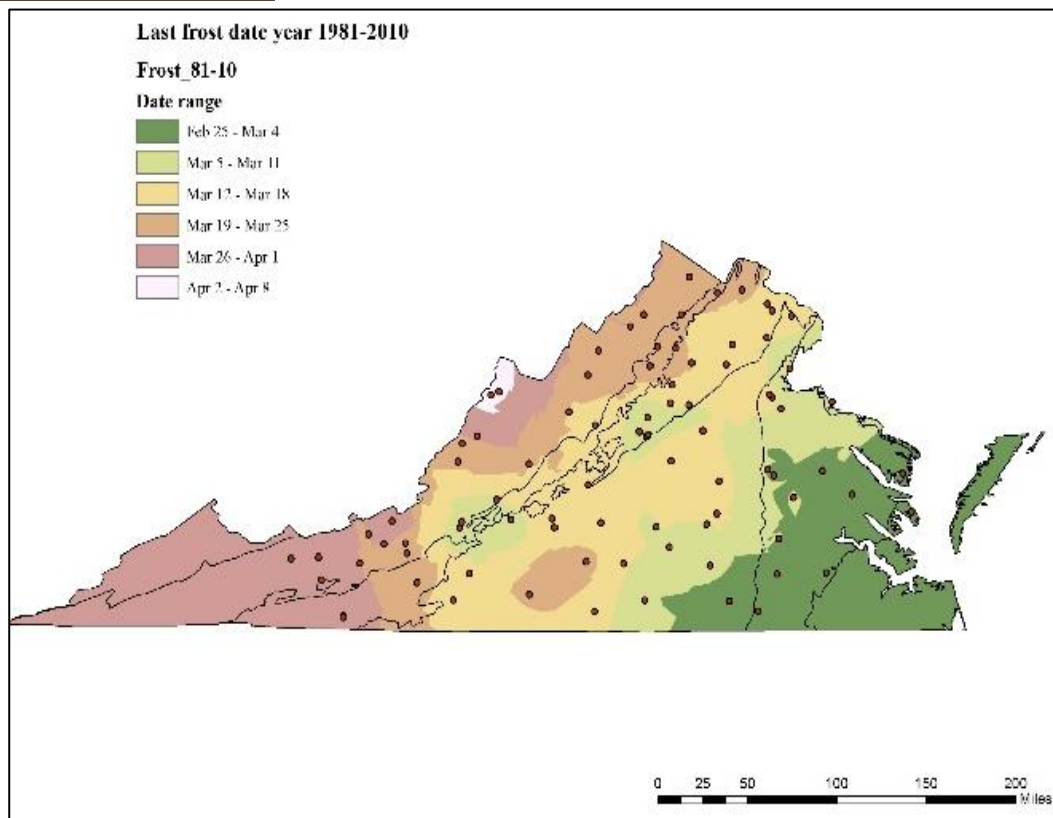 Last frost date year 1981-2010
Frost_81-10
Date range
Feb 25 - Mar 4
Mar 5 - Mar 11
Mar 12 - Mar 18
Mar 19 - Mar 25
Mar 26 - Apr 1
Apr 2 - Apr 8
0 25 50 100 150 200
Miles